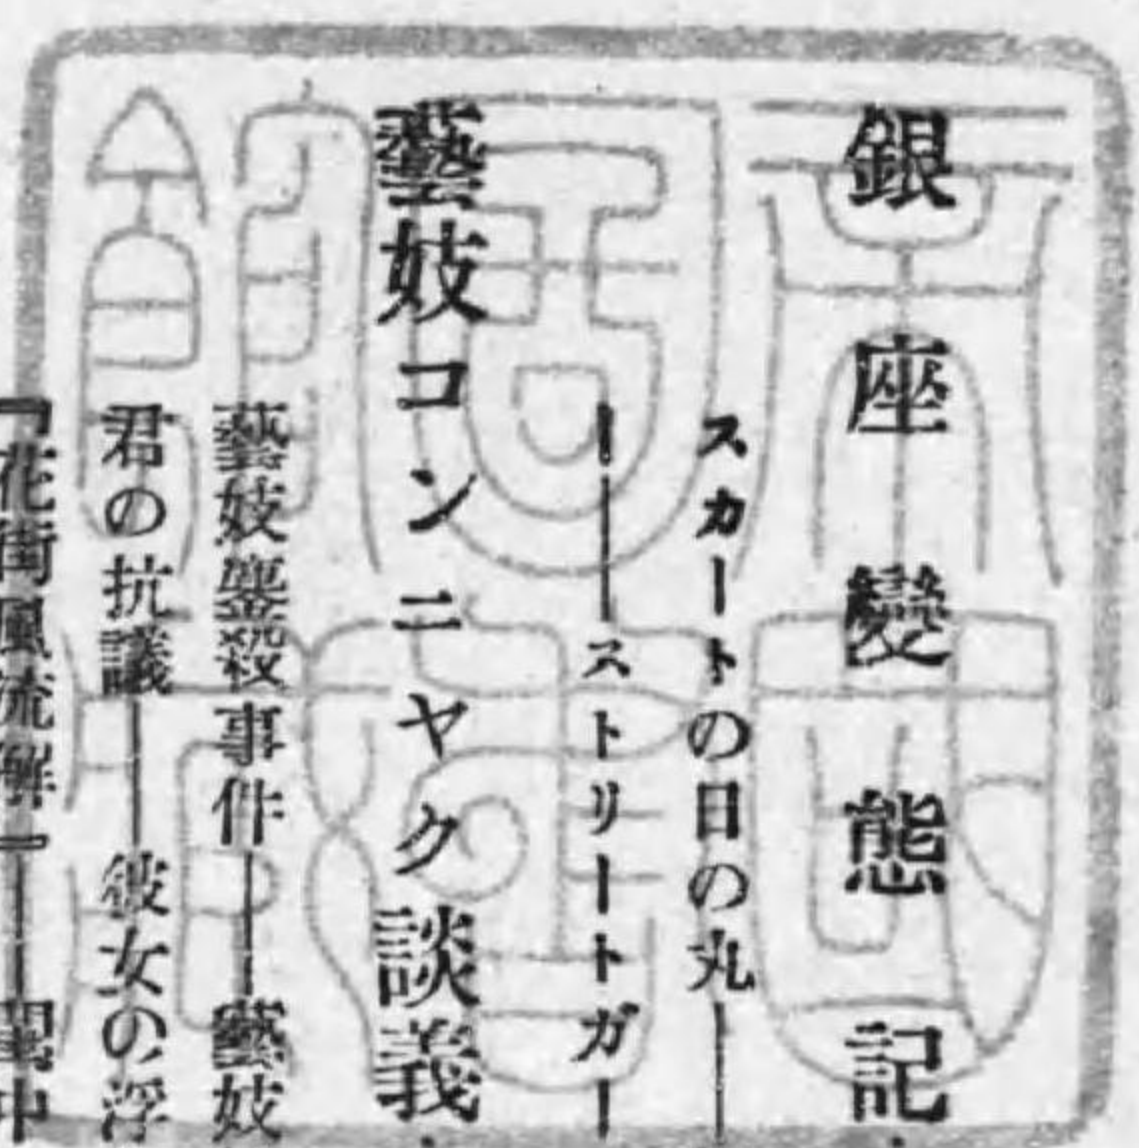 銀座變態記
スカートの日の丸――
――ストリートガー
藝妓コンニヤク談義
藝妓鏖殺事件――藝妓
君の抗議――彼女の浮
『花街風流解』――閨中